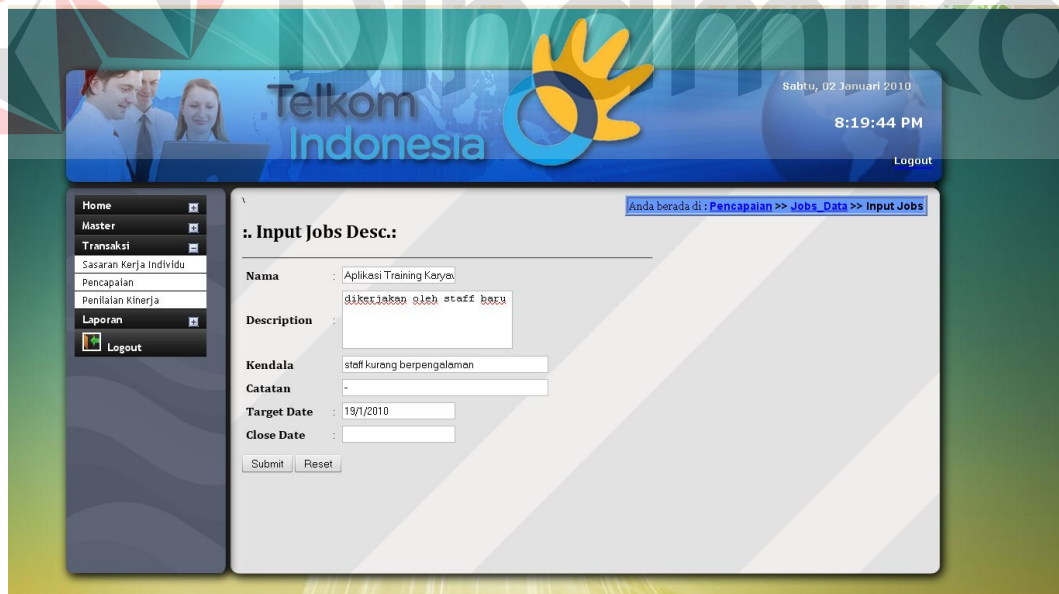 Dinamika
Telkom
Indonesia
Sabtu, 02 Januari 2010
8:19:44 PM
Logout
Home
Master
Transaksi
Sasaran Kerja Individu
Pencapaian
Penilaian Kinerja
Laporan
Logout
\
Anda berada di : Pencapaian >> Jobs_Data >> Input Jobs
:. Input Jobs Desc.:
Nama : Aplikasi Training Karyav
Description : dikerjakan oleh staff baru
Kendala staff kurang berpengalaman
Catatan -
Target Date : 19/1/2010
Close Date :
Submit Reset